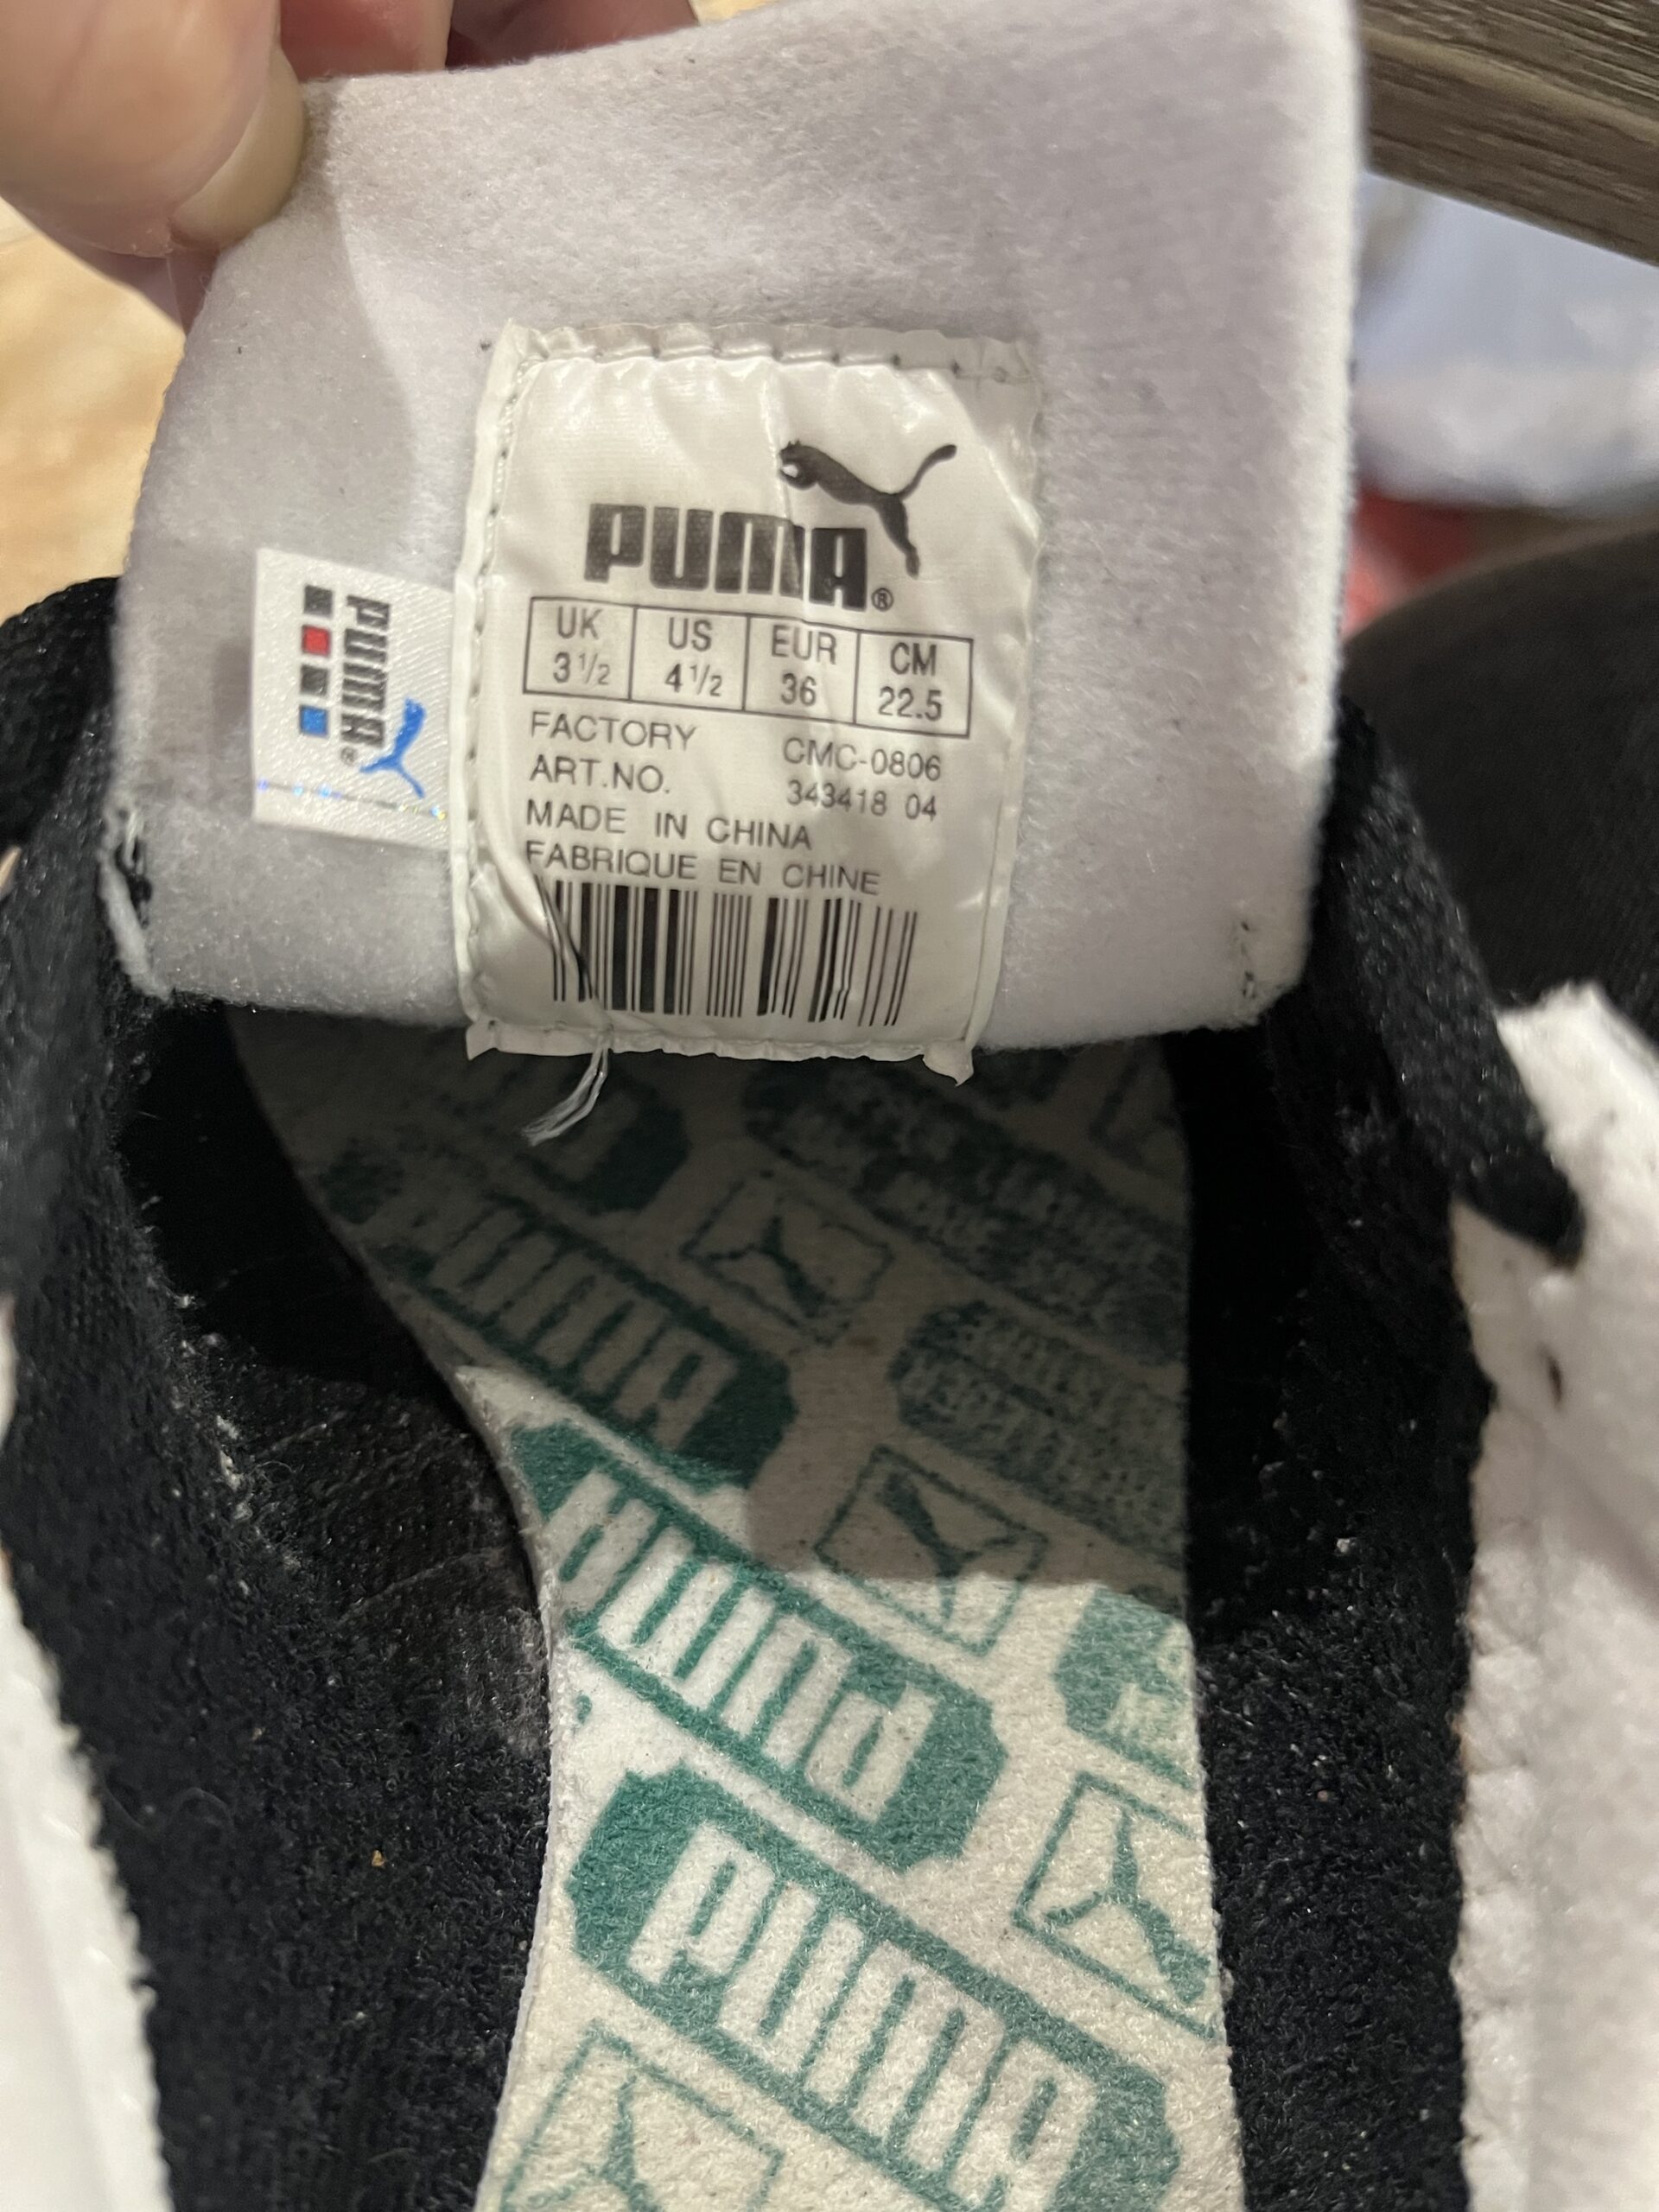 PUMA®
UK US EUR CM
3 1/2 4 1/2 36 22.5
FACTORY CMC-0806
ART.NO. 343418 04
MADE IN CHINA
FABRIQUE EN CHINE
PUMA®
PUMA
PUMA
PUMA